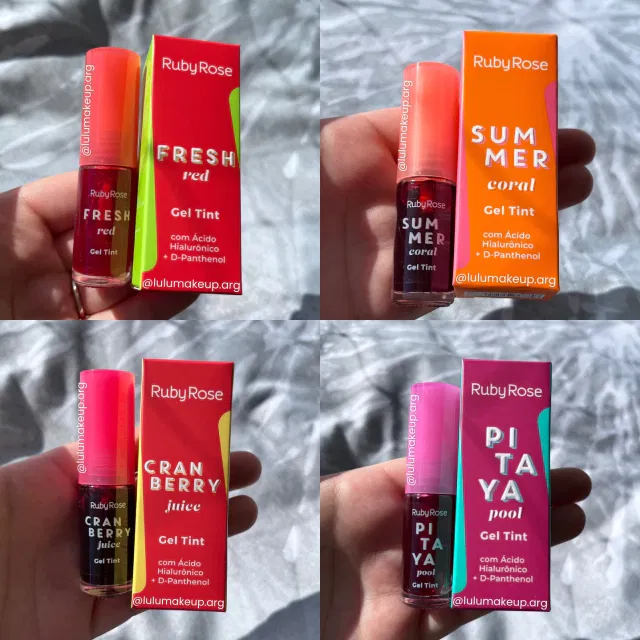 @lulumakeup.arg
RubyRose
FRESH
red
Gel Tint
RubyRose
FRESH
red
Gel Tint
com Ácido
Hialurônico
+ D-Panthenol
@lulumakeup.arg
@lulumakeup.arg
RubyRose
SUM
MER
coral
Gel Tint
RubyRose
SUM
MER
coral
Gel Tint
com Ácido
Hialurônico
+ D-Panthenol
@lulumakeup.arg
@lulumakeup.arg
RubyRose
CRAN
BERRY
juice
Gel Tint
RubyRose
CRAN
BERRY
juice
Gel Tint
com Ácido
Hialurônico
+ D-Panthenol
@lulumakeup.arg
@lulumakeup.arg
RubyRose
PI
TA
YA
pool
Gel Tint
RubyRose
PI
TA
YA
pool
Gel Tint
com Ácido
Hialurônico
+ D-Panthenol
@lulumakeup.arg